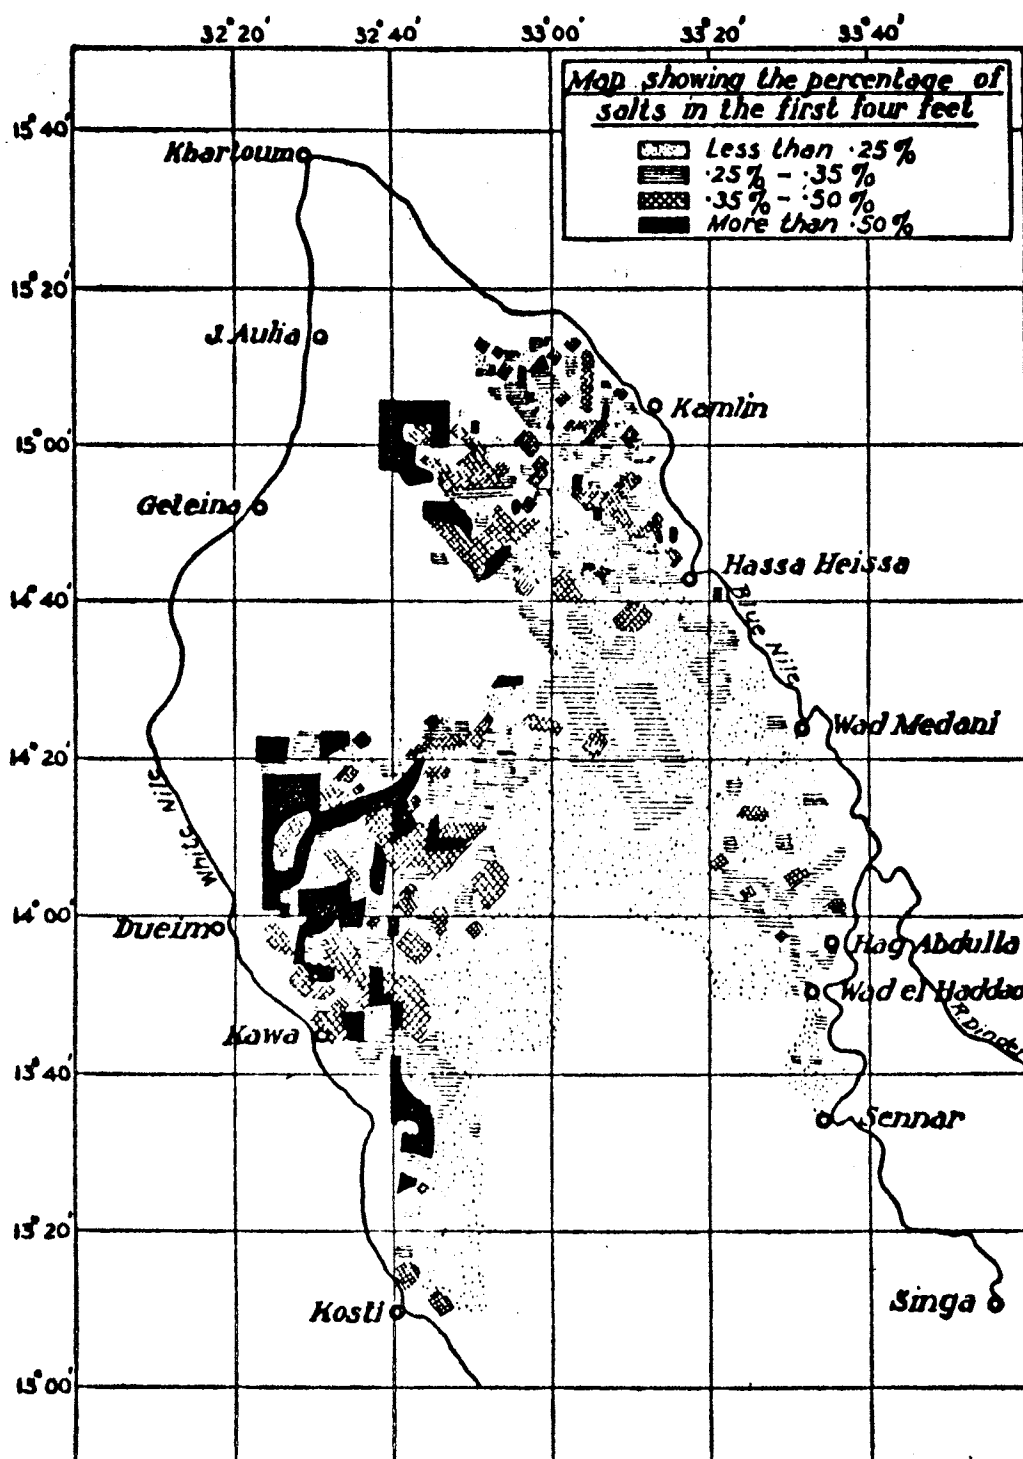 32°20' 32°40' 33°00' 33°20' 33°40'
Map showing the percentage of
salts in the first four feet
Less than .25%
.25% - .35%
.35% - .50%
More than .50%
15°40'
Khartoum
15°20'
J. Aulia
Kamlin
15°00'
Geteina
Hassa Heissa
14°40'
Blue Nile
Wad Medani
14°20'
White Nile
14°00'
Dueim
Hag Abdulla
Wad el Haddad
R. Dinder
Kawa
13°40'
Sennar
13°20'
Singa
Kosti
13°00'